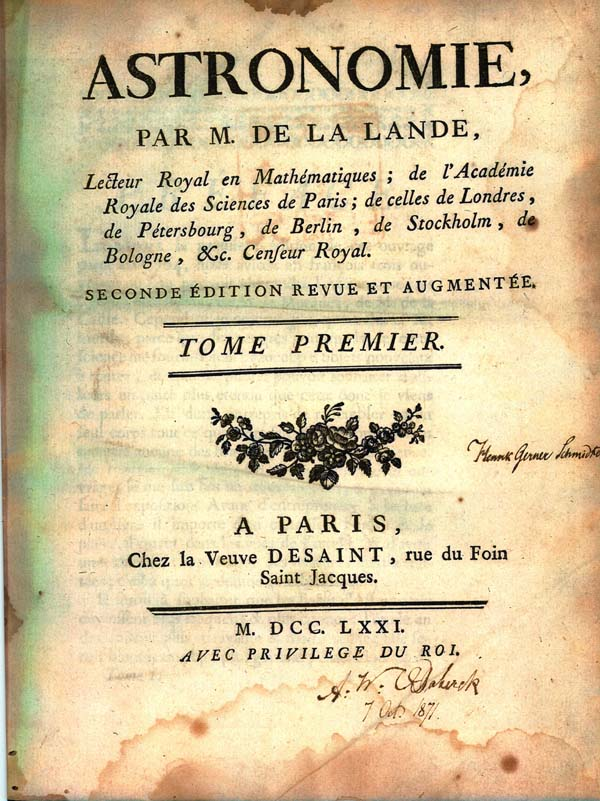 ASTRONOMIE,
PAR M. DE LA LANDE,
Lecteur Royal en Mathématiques ; de l'Académie
Royale des Sciences de Paris ; de celles de Londres,
de Pétersbourg, de Berlin, de Stockholm, de
Bologne, &c. Cenſeur Royal.
SECONDE ÉDITION REVUE ET AUGMENTÉE.
TOME PREMIER.
Henrik Gerner Schmidt
A PARIS,
Chez la Veuve DESAINT, rue du Foin
Saint Jacques.
M. DCC. LXXI.
AVEC PRIVILEGE DU ROI.
A. W.
7 Oct. 1871.